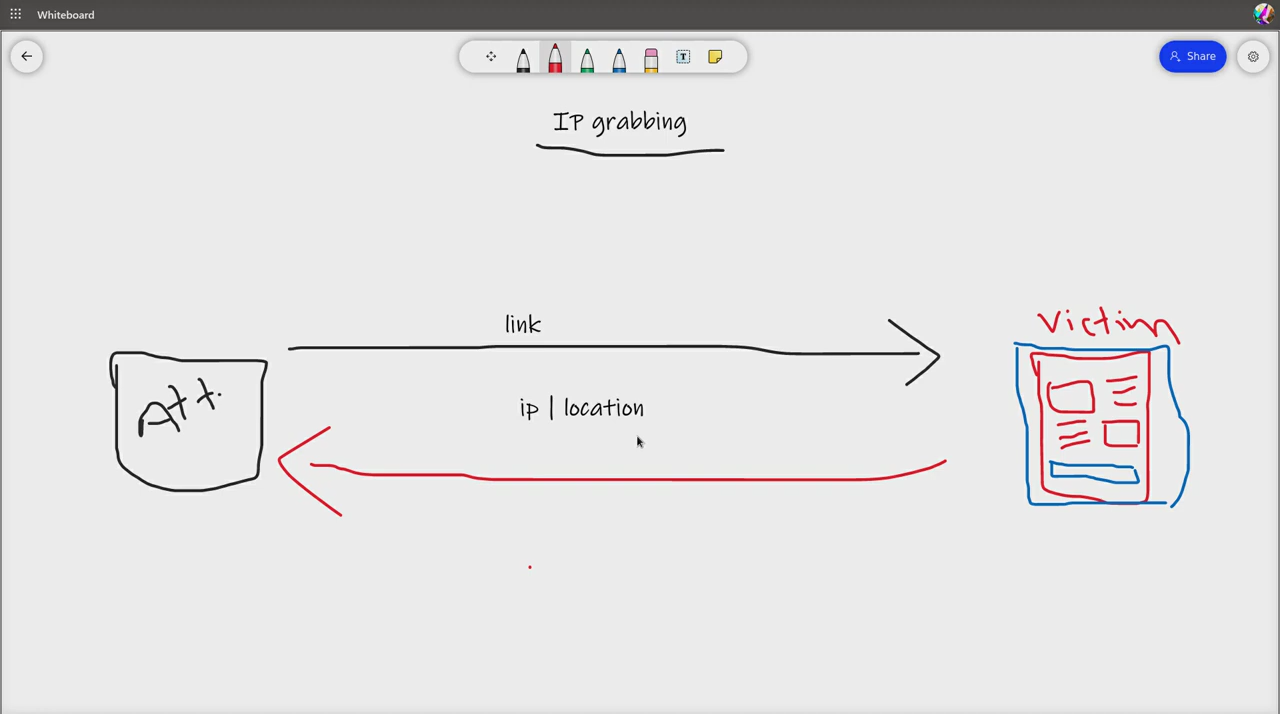 Whiteboard
T
Share
IP grabbing
link
Victim
Att.
ip | location